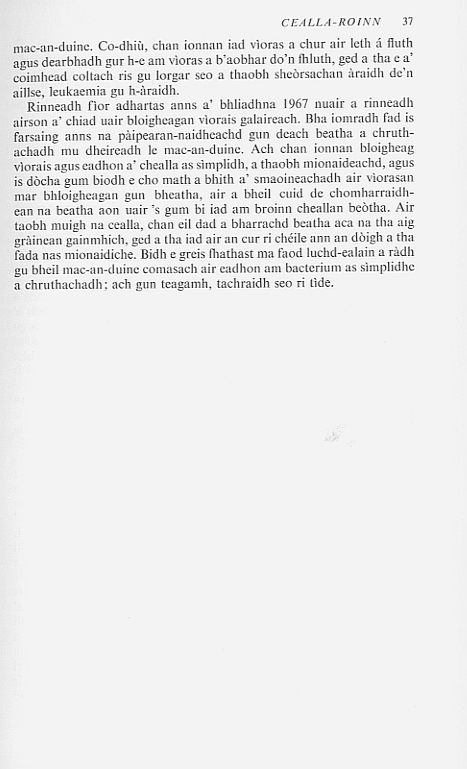 CEALLA-ROINN 37
mac-an-duine. Co-dhiù, chan ionnan iad vìoras a chur air leth á fluth
agus dearbhadh gur h-e am vìoras a b'aobhar do'n fhluth, ged a tha e a'
coimhead coltach ris gu lorgar seo a thaobh sheòrsachan àraidh de'n
aillse, leukaemia gu h-àraidh.
Rinneadh fìor adhartas anns a' bhliadhna 1967 nuair a rinneadh
airson a' chiad uair bloigheagan vìorais galaireach. Bha iomradh fad is
farsaing anns na pàipearan-naidheachd gun deach beatha a chruth-
achadh mu dheireadh le mac-an-duine. Ach chan ionnan bloigheag
vìorais agus eadhon a' chealla as sìmplidh, a thaobh mionaideachd, agus
is dòcha gum biodh e cho math a bhith a' smaoineachadh air vìorasan
mar bhloigheagan gun bheatha, air a bheil cuid de chomharraidh-
ean na beatha aon uair 's gum bi iad am broinn cheallan beòtha. Air
taobh muigh na cealla, chan eil dad a bharrachd beatha aca na tha aig
gràinean gainmhich, ged a tha iad air an cur ri chéile ann an dòigh a tha
fada nas mionaidiche. Bidh e greis fhathast ma faod luchd-ealain a ràdh
gu bheil mac-an-duine comasach air eadhon am bacterium as sìmplidhe
a chruthachadh; ach gun teagamh, tachraidh seo ri tìde.